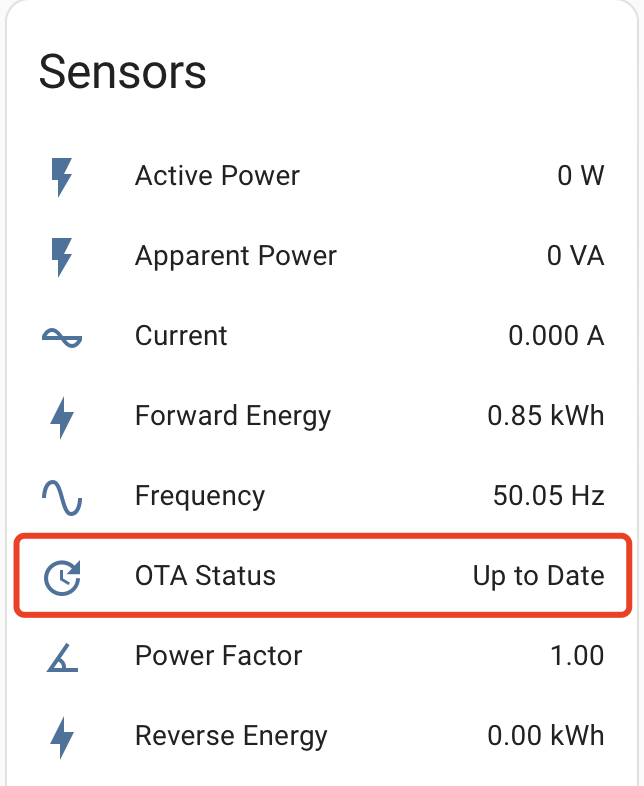 Sensors
Active Power 0 W
Apparent Power 0 VA
Current 0.000 A
Forward Energy 0.85 kWh
Frequency 50.05 Hz
OTA Status Up to Date
Power Factor 1.00
Reverse Energy 0.00 kWh